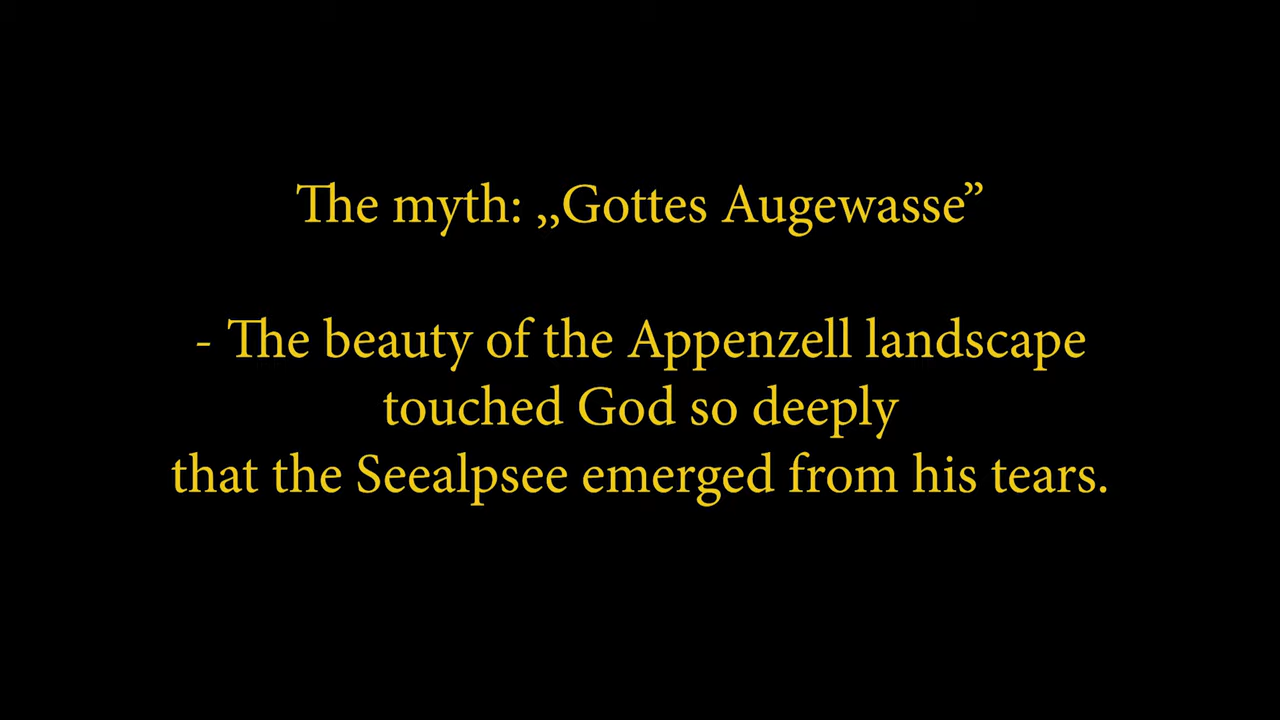 The myth: ,,Gottes Augewasse”
- The beauty of the Appenzell landscape
touched God so deeply
that the Seealpsee emerged from his tears.